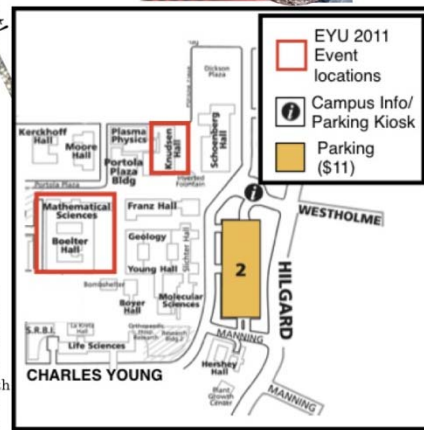 EYU 2011
Event
locations
Campus Info/
Parking Kiosk
Parking
($11)
Dickson
Plaza
Kerckhoff
Hall
Moore
Hall
Plasma
Physics
Knudsen
Hall
Schoenberg
Hall
Portola
Plaza
Bldg
Inverted
Fountain
Portola Plaza
Mathematical
Sciences
Franz Hall
WESTHOLME
Boelter
Hall
Geology
Slichter Hall
Young Hall
2
HILGARD
Bombshelter
Boyer
Hall
Molecular
Sciences
S.R.B.I.
La Kretz
Hall
Orthopaedic
Hosp.
Research
Life Sciences
MANNING
CHARLES YOUNG
Hershey
Hall
Plant
Growth
Center
MANNING